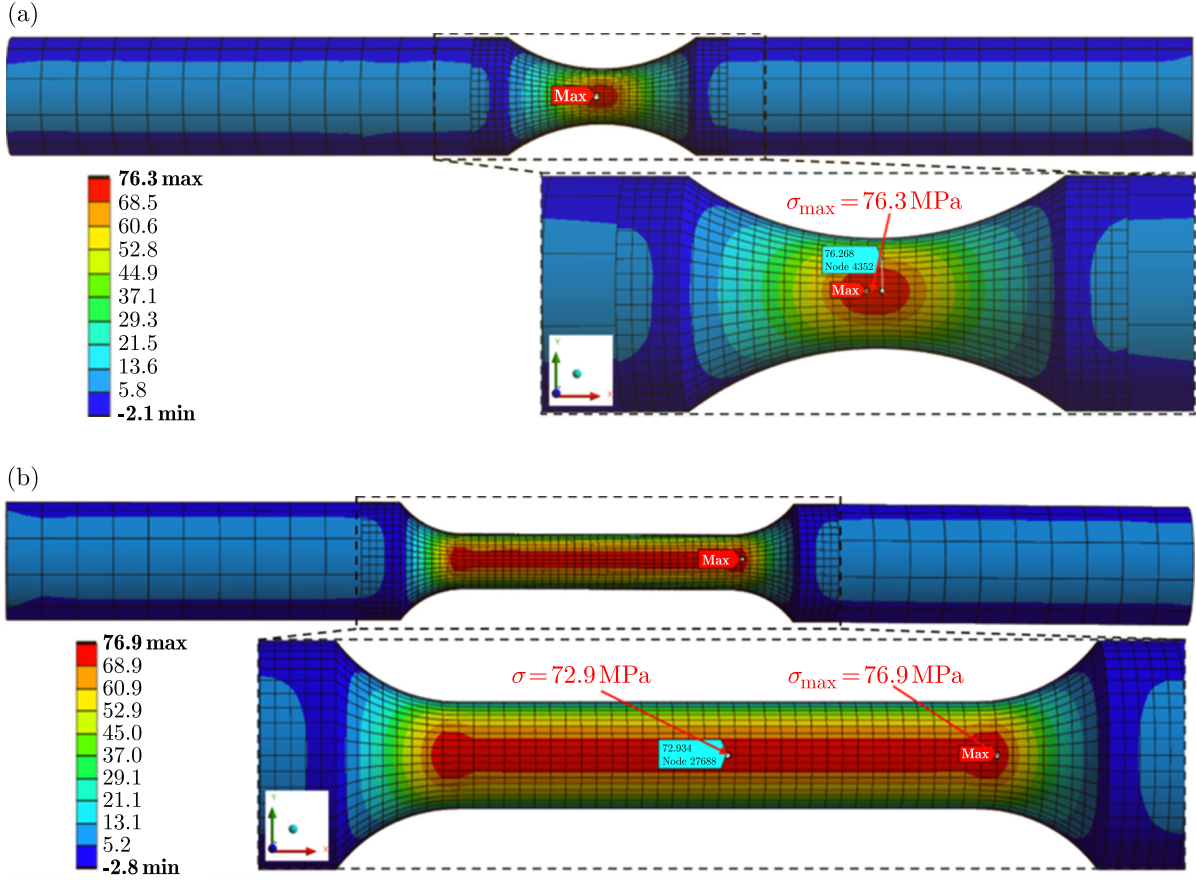 (a)
Max
76.3 max
68.5
60.6
52.8
44.9
37.1
29.3
21.5
13.6
5.8
-2.1 min
σmax = 76.3 MPa
76.268
Node 4352
Max
Y
X
(b)
Max
76.9 max
68.9
60.9
52.9
45.0
37.0
29.1
21.1
13.1
5.2
-2.8 min
σ = 72.9 MPa
σmax = 76.9 MPa
72.934
Node 27688
Max
Y
X